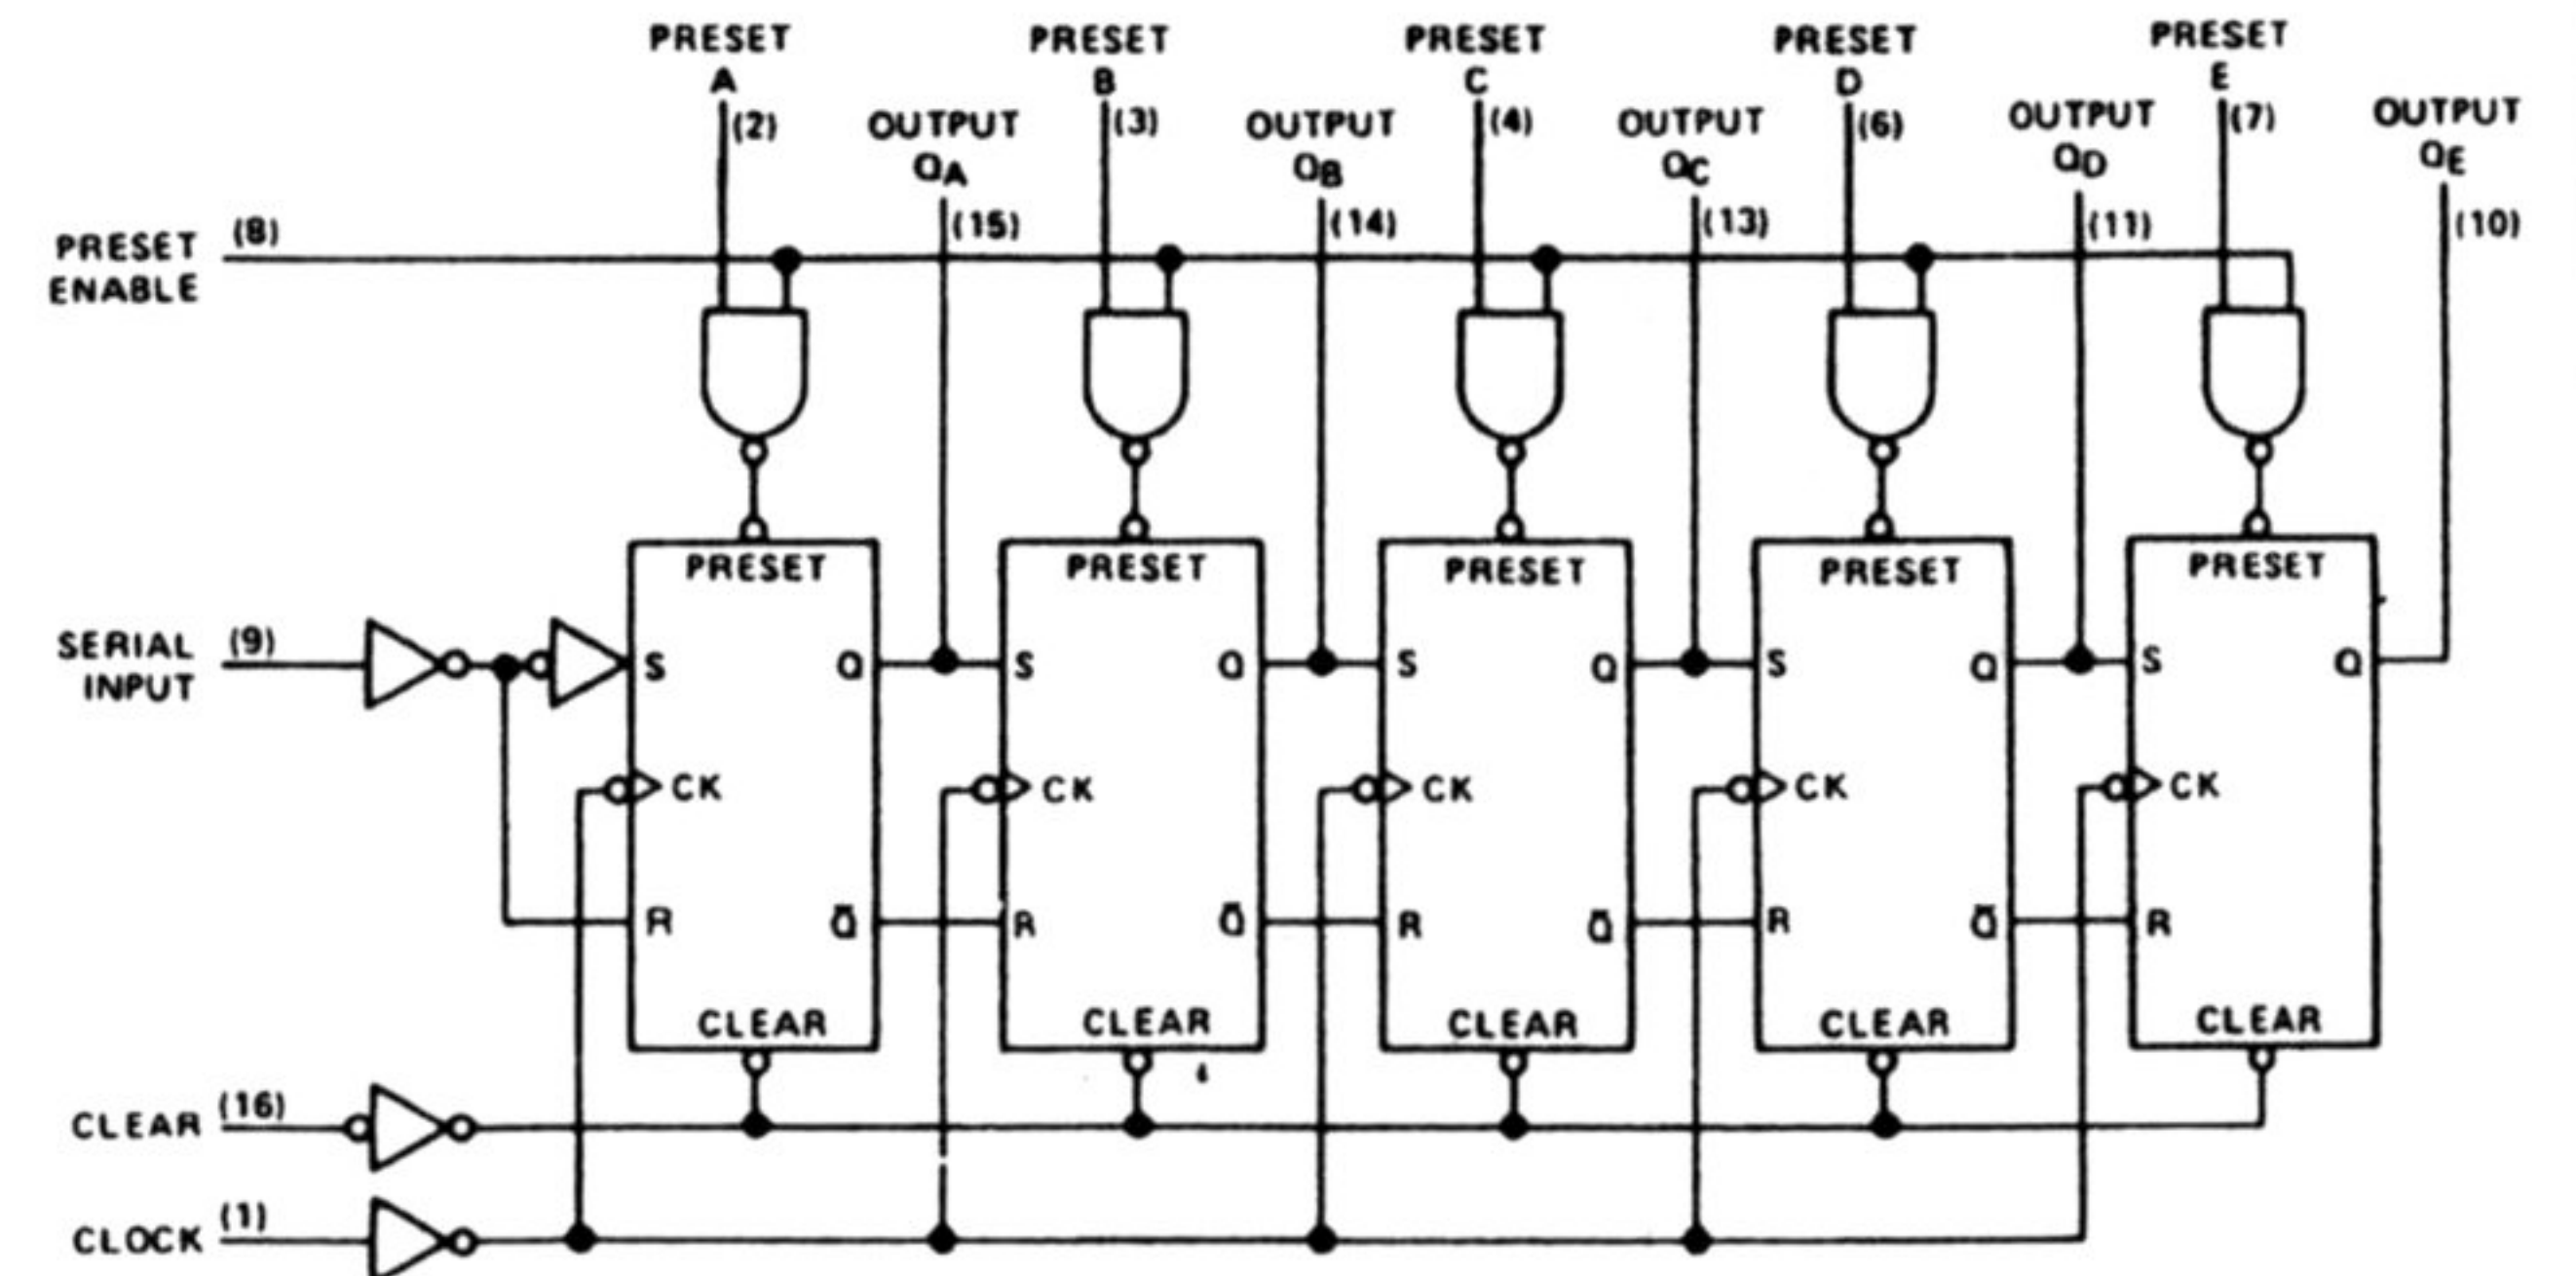 PRESET
A
(2)
OUTPUT
QA
(15)
PRESET
B
(3)
OUTPUT
QB
(14)
PRESET
C
(4)
OUTPUT
QC
(13)
PRESET
D
(6)
OUTPUT
QD
(11)
PRESET
E
(7)
OUTPUT
QE
(10)
PRESET
ENABLE
(8)
PRESET
PRESET
PRESET
PRESET
PRESET
SERIAL
INPUT
(9)
S
Q
S
Q
S
Q
S
Q
S
Q
CK
CK
CK
CK
CK
R
Q̅
R
Q̅
R
Q̅
R
Q̅
R
CLEAR
CLEAR
CLEAR
CLEAR
CLEAR
CLEAR (16)
CLOCK (1)